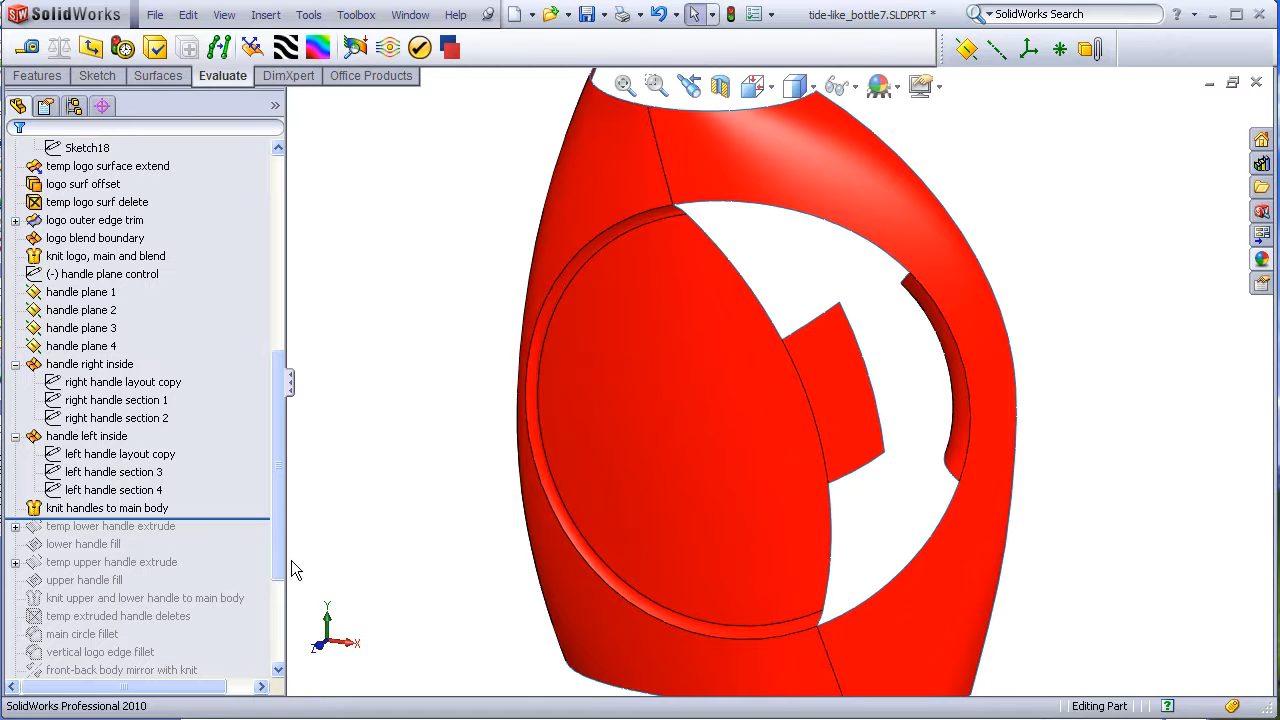 SolidWorks File Edit View Insert Tools Toolbox Window Help tide-like_bottle7.SLDPRT * SolidWorks Search
Features Sketch Surfaces Evaluate DimXpert Office Products
Sketch18
temp logo surface extend
logo surf offset
temp logo surf delete
logo outer edge trim
logo blend boundary
knit logo, main and blend
(-) handle plane control
handle plane 1
handle plane 2
handle plane 3
handle plane 4
handle right inside
right handle layout copy
right handle section 1
right handle section 2
handle left inside
left handle layout copy
left handle section 3
left handle section 4
knit handles to main body
temp lower handle extrude
lower handle fill
temp upper handle extrude
upper handle fill
knit upper and lower handle to main body
temp extruded handle deletes
main circle fillet
vertical logo edge fillet
front-back body mirror with knit
Y
X
Z
SolidWorks Professional 2010 Editing Part